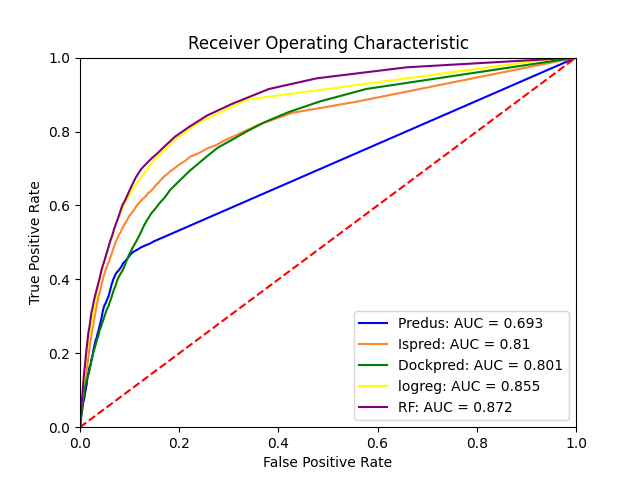 Receiver Operating Characteristic
True Positive Rate
1.0
0.8
0.6
0.4
0.2
0.0
Predus: AUC = 0.693
Ispred: AUC = 0.81
Dockpred: AUC = 0.801
logreg: AUC = 0.855
RF: AUC = 0.872
0.0 0.2 0.4 0.6 0.8 1.0
False Positive Rate